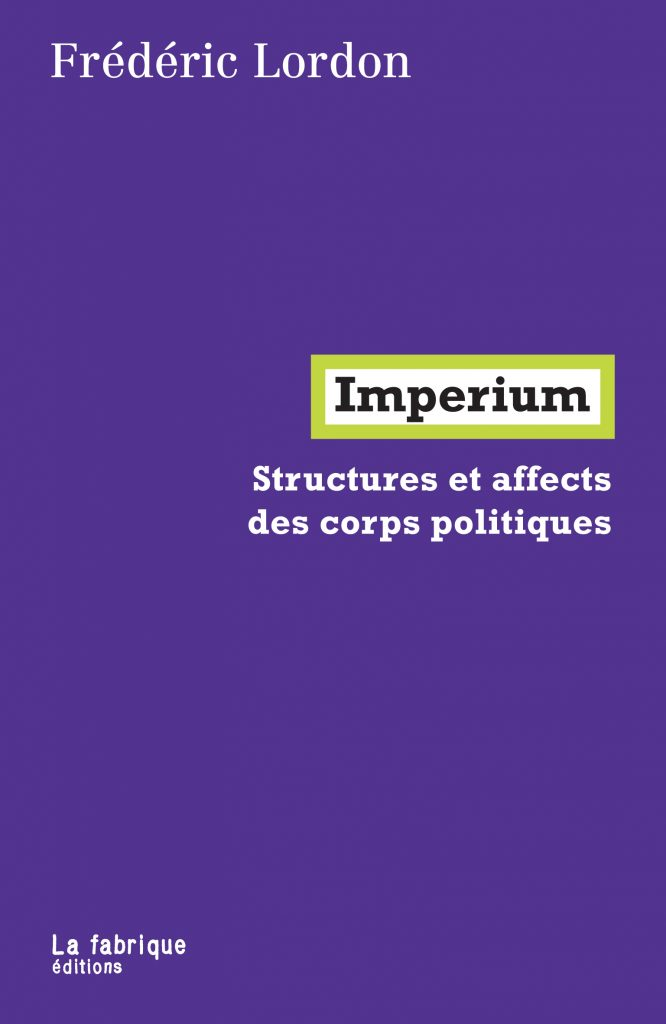 Frédéric Lordon
Imperium
Structures et affects
des corps politiques
La fabrique
éditions